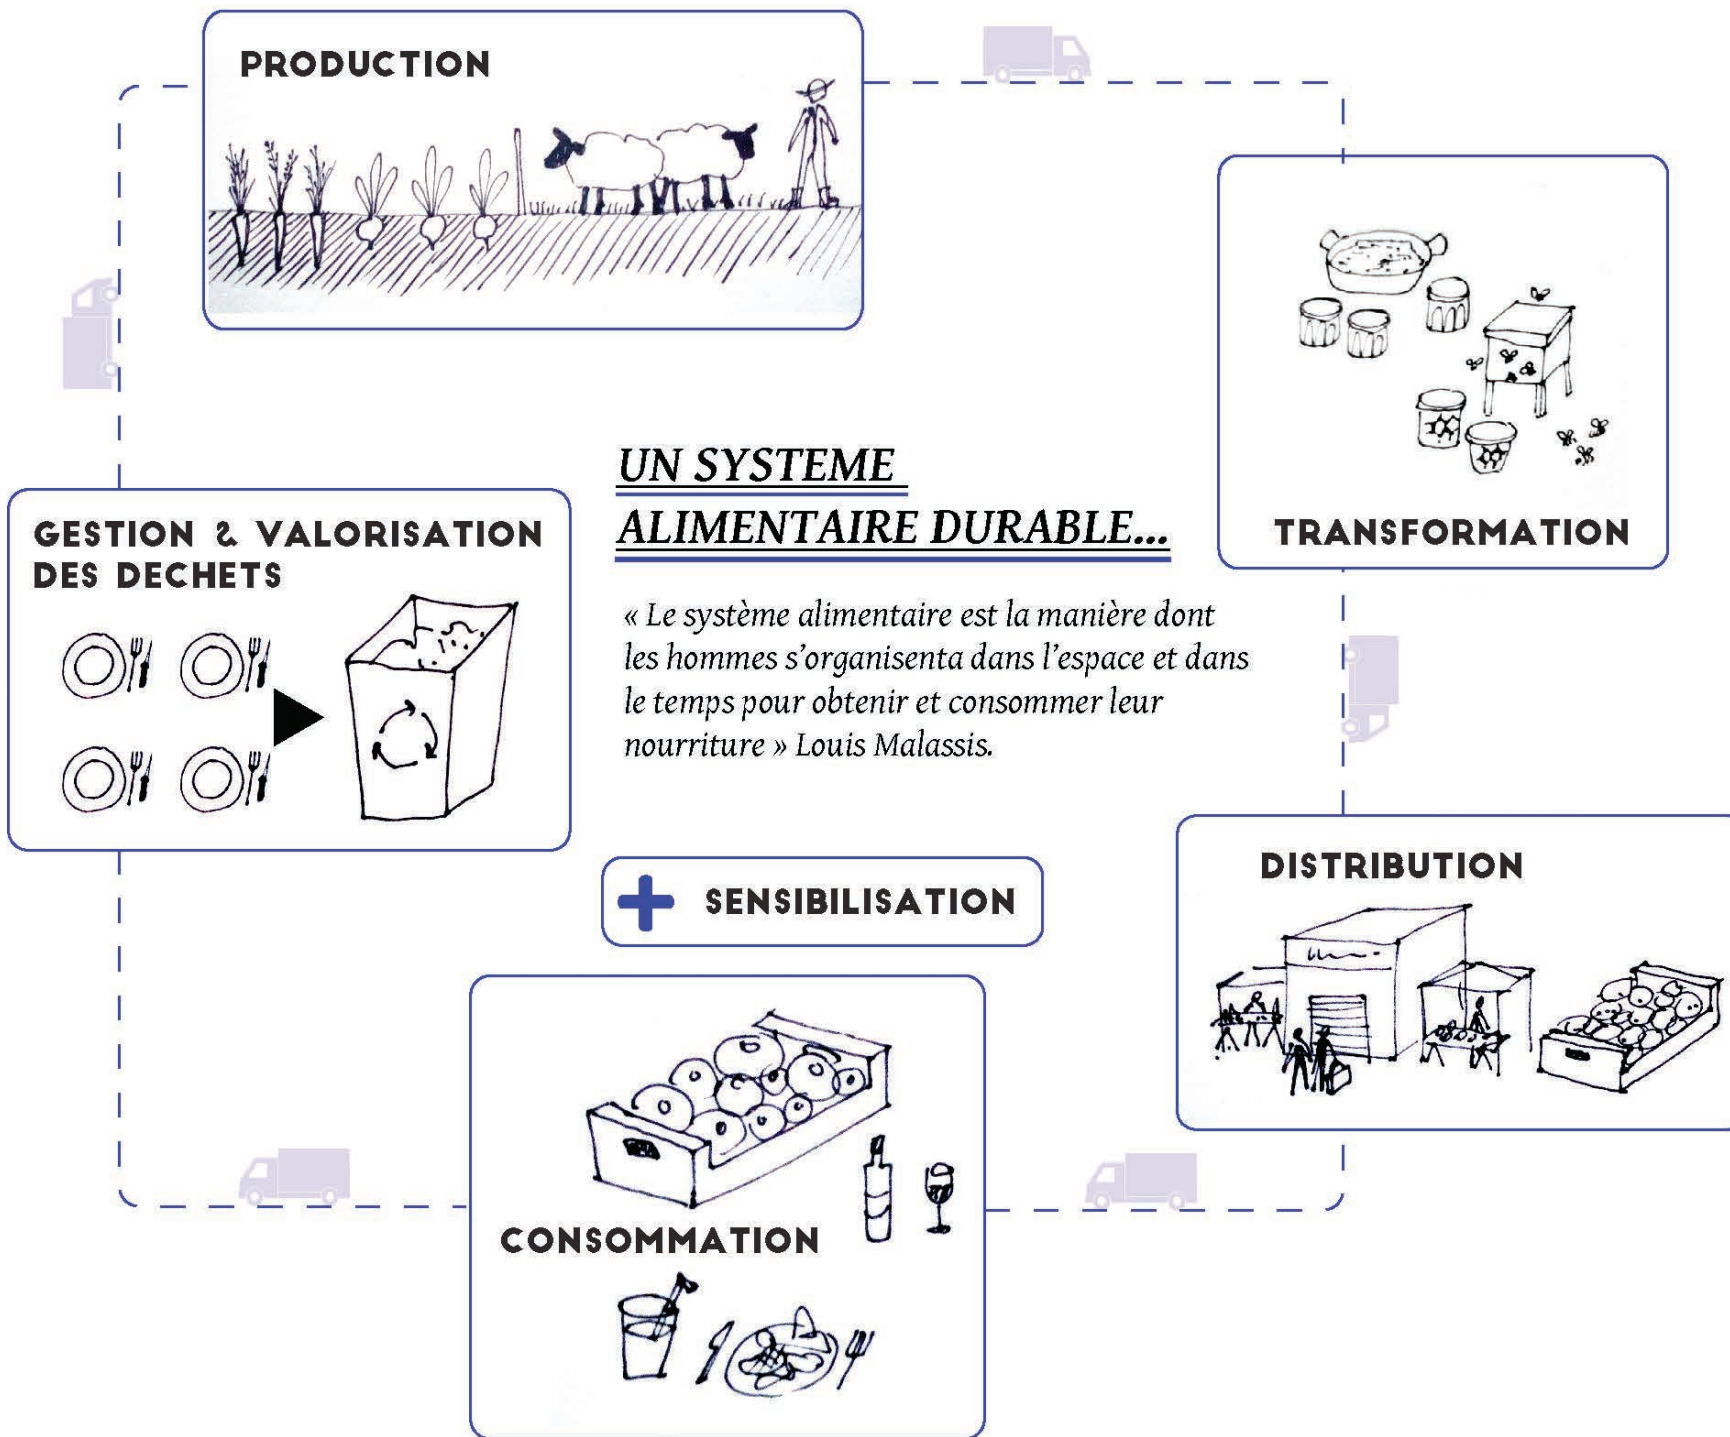 PRODUCTION
TRANSFORMATION
GESTION & VALORISATION
DES DECHETS
UN SYSTEME
ALIMENTAIRE DURABLE...
« Le système alimentaire est la manière dont
les hommes s'organisenta dans l'espace et dans
le temps pour obtenir et consommer leur
nourriture » Louis Malassis.
DISTRIBUTION
+ SENSIBILISATION
CONSOMMATION